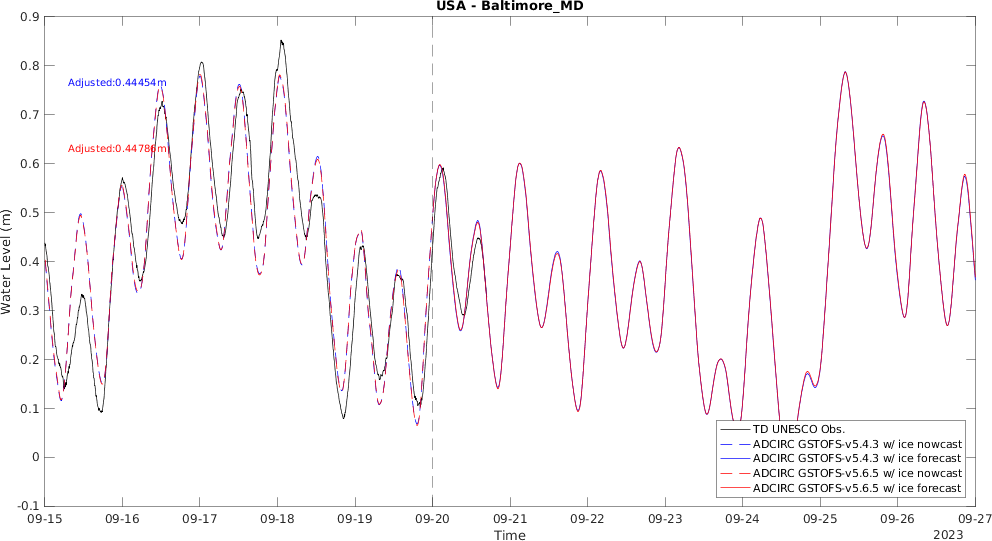 USA - Baltimore_MD
0.9
0.8
Adjusted:0.44454m
0.7
Adjusted:0.44786m
0.6
0.5
0.4
0.3
0.2
0.1
0
-0.1
Water Level (m)
TD UNESCO Obs.
ADCIRC GSTOFS-v5.4.3 w/ ice nowcast
ADCIRC GSTOFS-v5.4.3 w/ ice forecast
ADCIRC GSTOFS-v5.6.5 w/ ice nowcast
ADCIRC GSTOFS-v5.6.5 w/ ice forecast
09-15 09-16 09-17 09-18 09-19 09-20 09-21 09-22 09-23 09-24 09-25 09-26 09-27
Time
2023